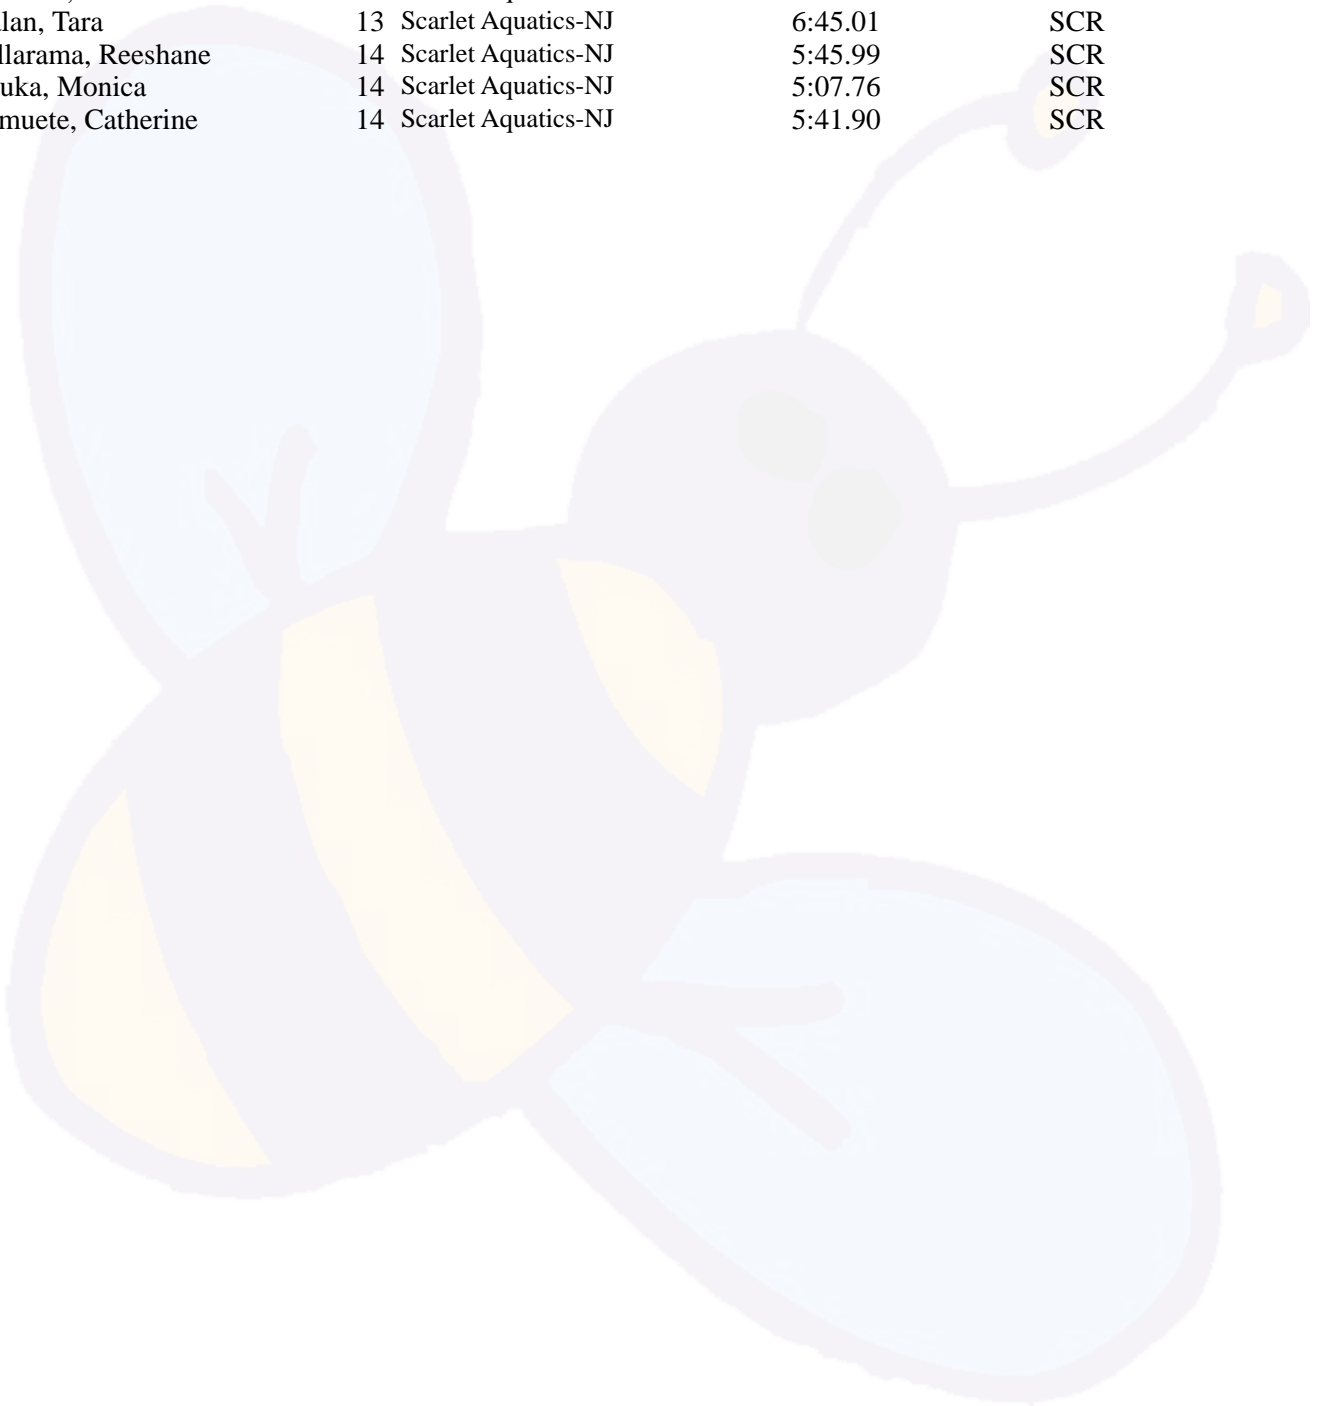 lan, Tara 13 Scarlet Aquatics-NJ 6:45.01 SCR
llarama, Reeshane 14 Scarlet Aquatics-NJ 5:45.99 SCR
uka, Monica 14 Scarlet Aquatics-NJ 5:07.76 SCR
muete, Catherine 14 Scarlet Aquatics-NJ 5:41.90 SCR